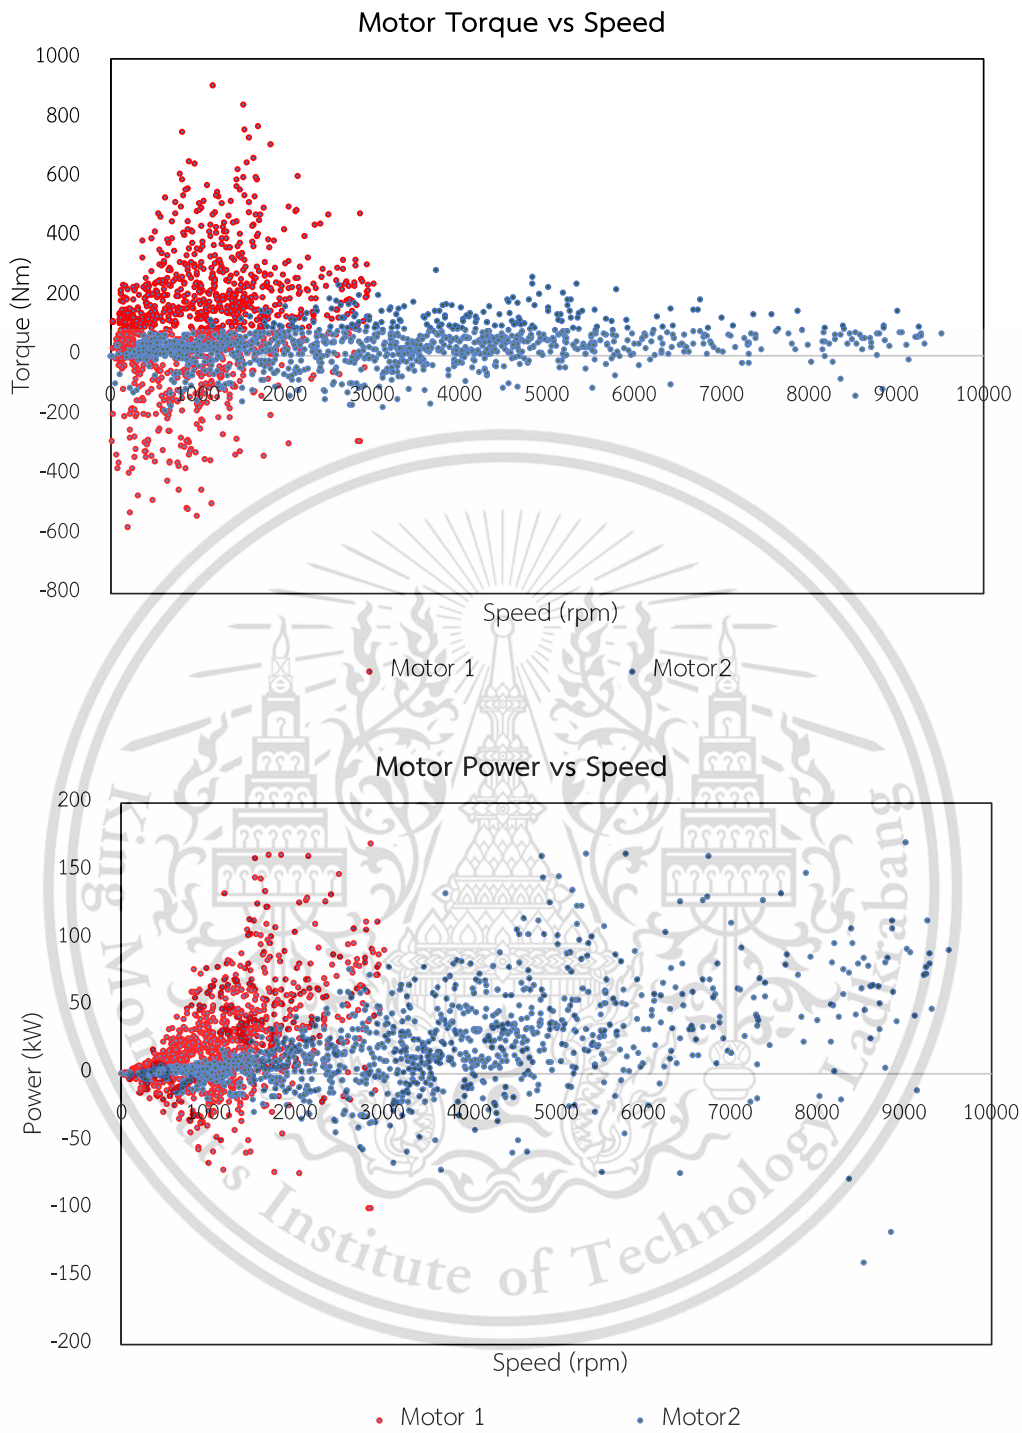 Motor Torque vs Speed
1000
800
600
400
200
0
-200
-400
-600
-800
Torque (Nm)
0 1000 2000 3000 4000 5000 6000 7000 8000 9000 10000
Speed (rpm)
Motor 1 Motor2
Motor Power vs Speed
200
150
100
50
0
-50
-100
-150
-200
Power (kW)
0 1000 2000 3000 4000 5000 6000 7000 8000 9000 10000
Speed (rpm)
Motor 1 Motor2
King Mongkut's Institute of Technology Ladkrabang